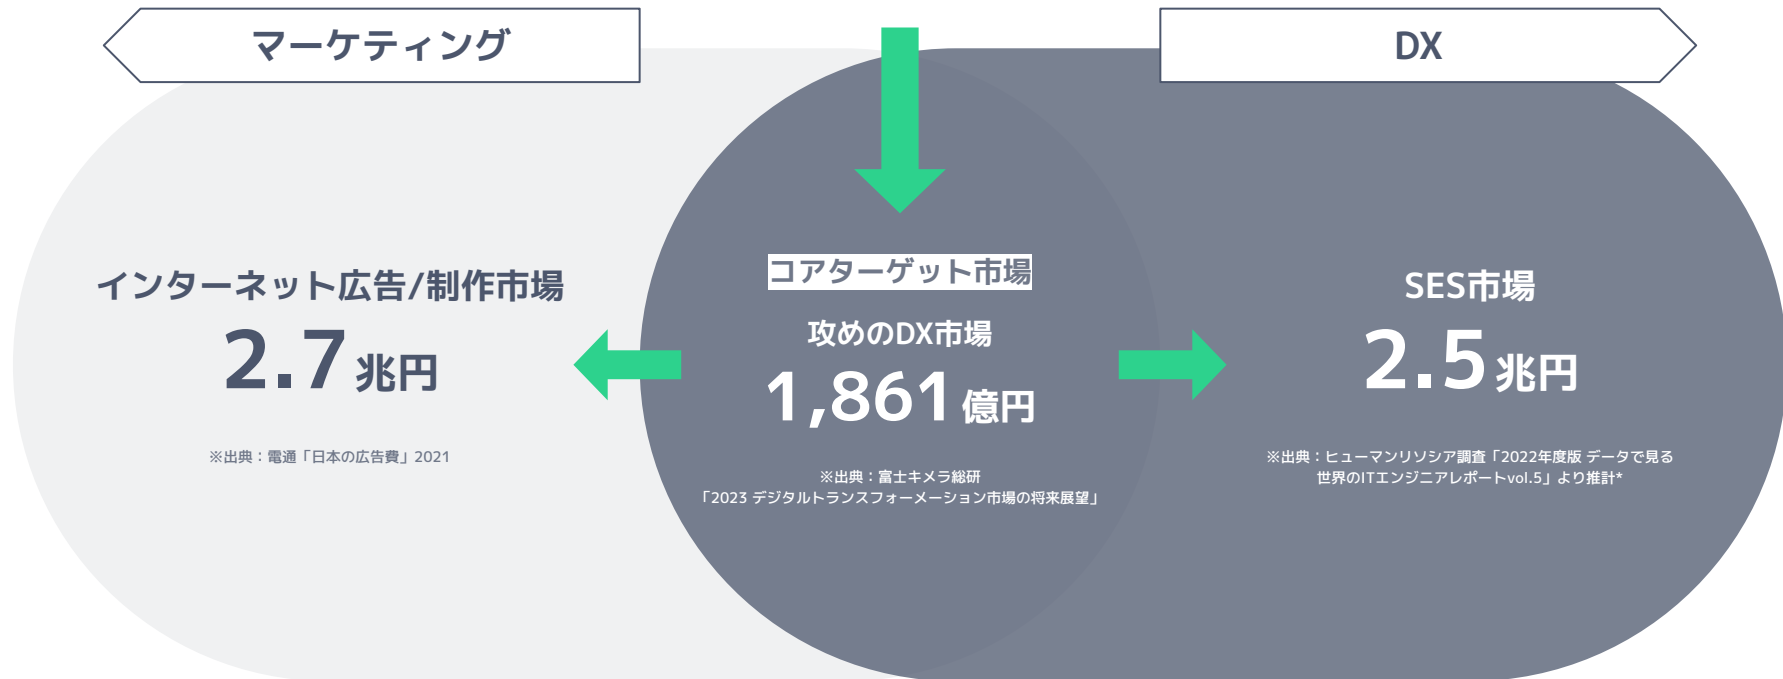 マーケティング
DX
インターネット広告/制作市場
2.7兆円
※出典：電通「日本の広告費」2021
コアターゲット市場
攻めのDX市場
1,861億円
※出典：富士キメラ総研
「2023 デジタルトランスフォーメーション市場の将来展望」
SES市場
2.5兆円
※出典：ヒューマンリソシア調査「2022年度版 データで見る
世界のITエンジニアレポートvol.5」より推計*